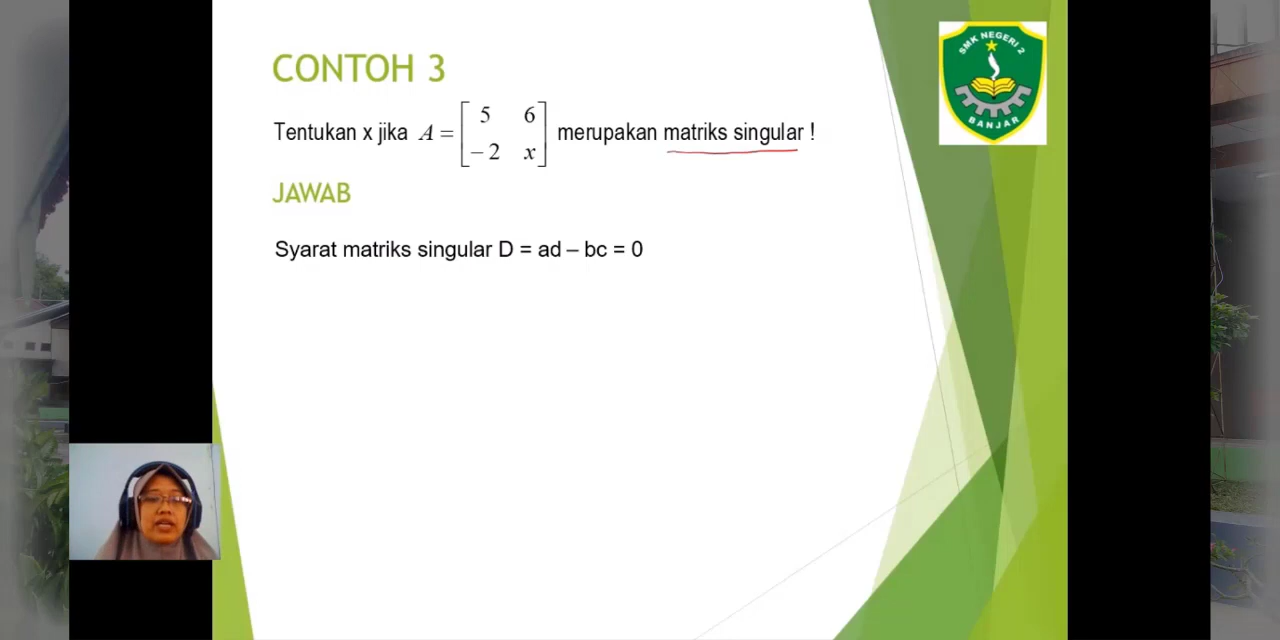 CONTOH 3
Tentukan x jika A = [ 5 6 ; – 2 x ] merupakan matriks singular !
JAWAB
Syarat matriks singular D = ad – bc = 0
SMK NEGERI 2
BANJAR